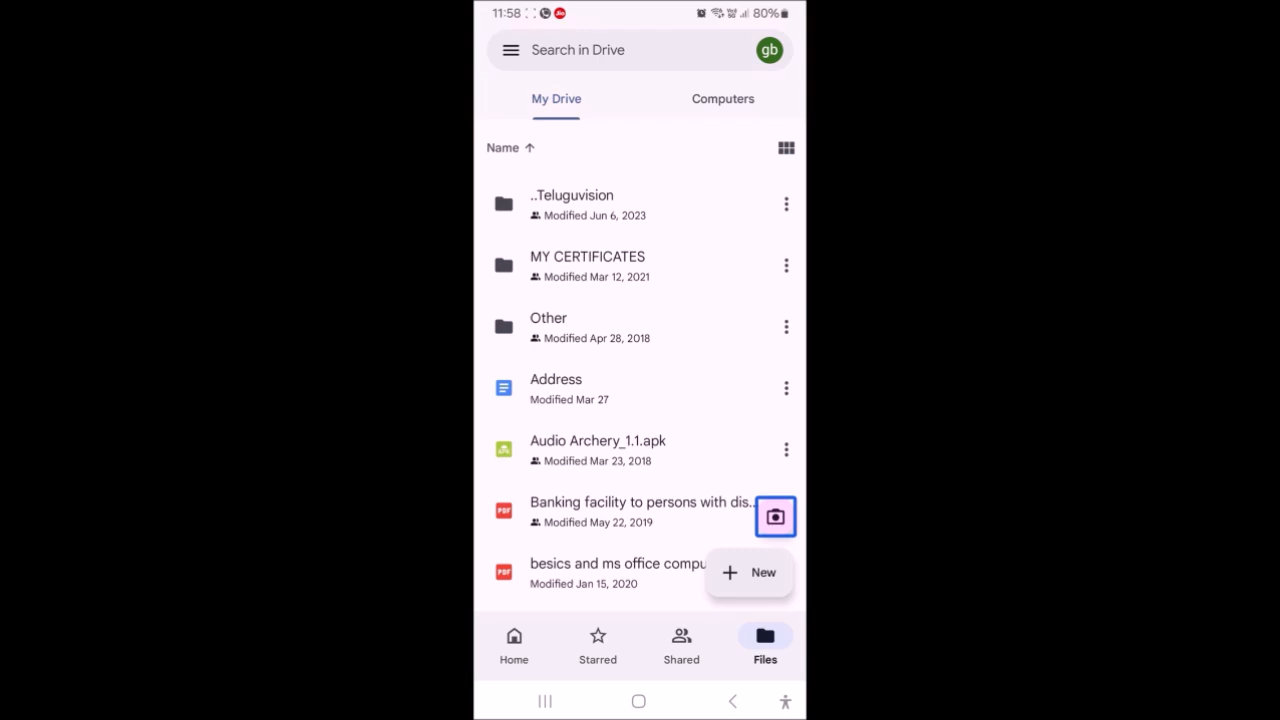 11:58 Jio 80%
Search in Drive gb
My Drive Computers
Name
..Teluguvision
Modified Jun 6, 2023
MY CERTIFICATES
Modified Mar 12, 2021
Other
Modified Apr 28, 2018
Address
Modified Mar 27
Audio Archery_1.1.apk
Modified Mar 23, 2018
PDF Banking facility to persons with dis..
Modified May 22, 2019
PDF besics and ms office compu
Modified Jan 15, 2020
New
Home Starred Shared Files